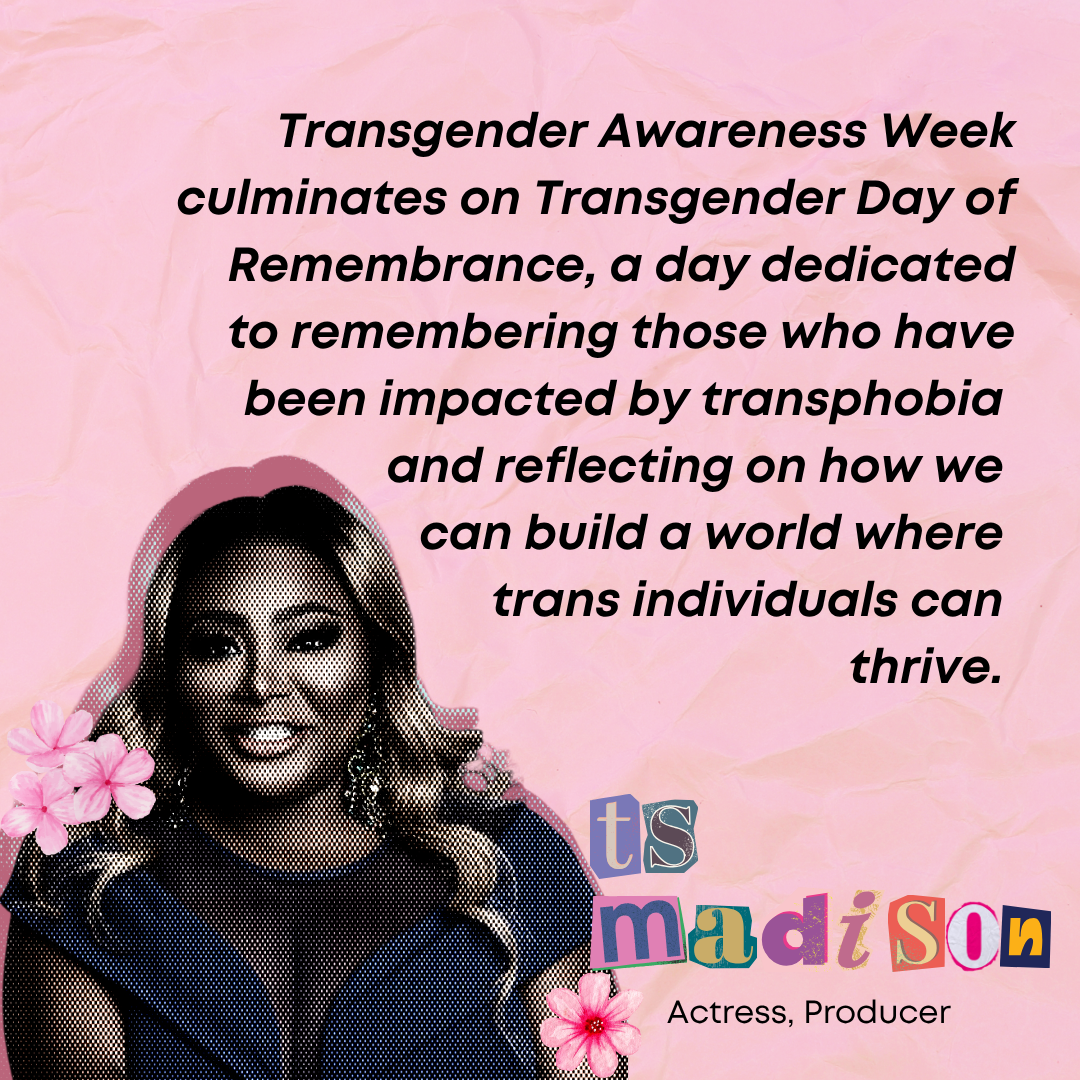 Transgender Awareness Week
culminates on Transgender Day of
Remembrance, a day dedicated
to remembering those who have
been impacted by transphobia
and reflecting on how we
can build a world where
trans individuals can
thrive.
ts
madison
Actress, Producer